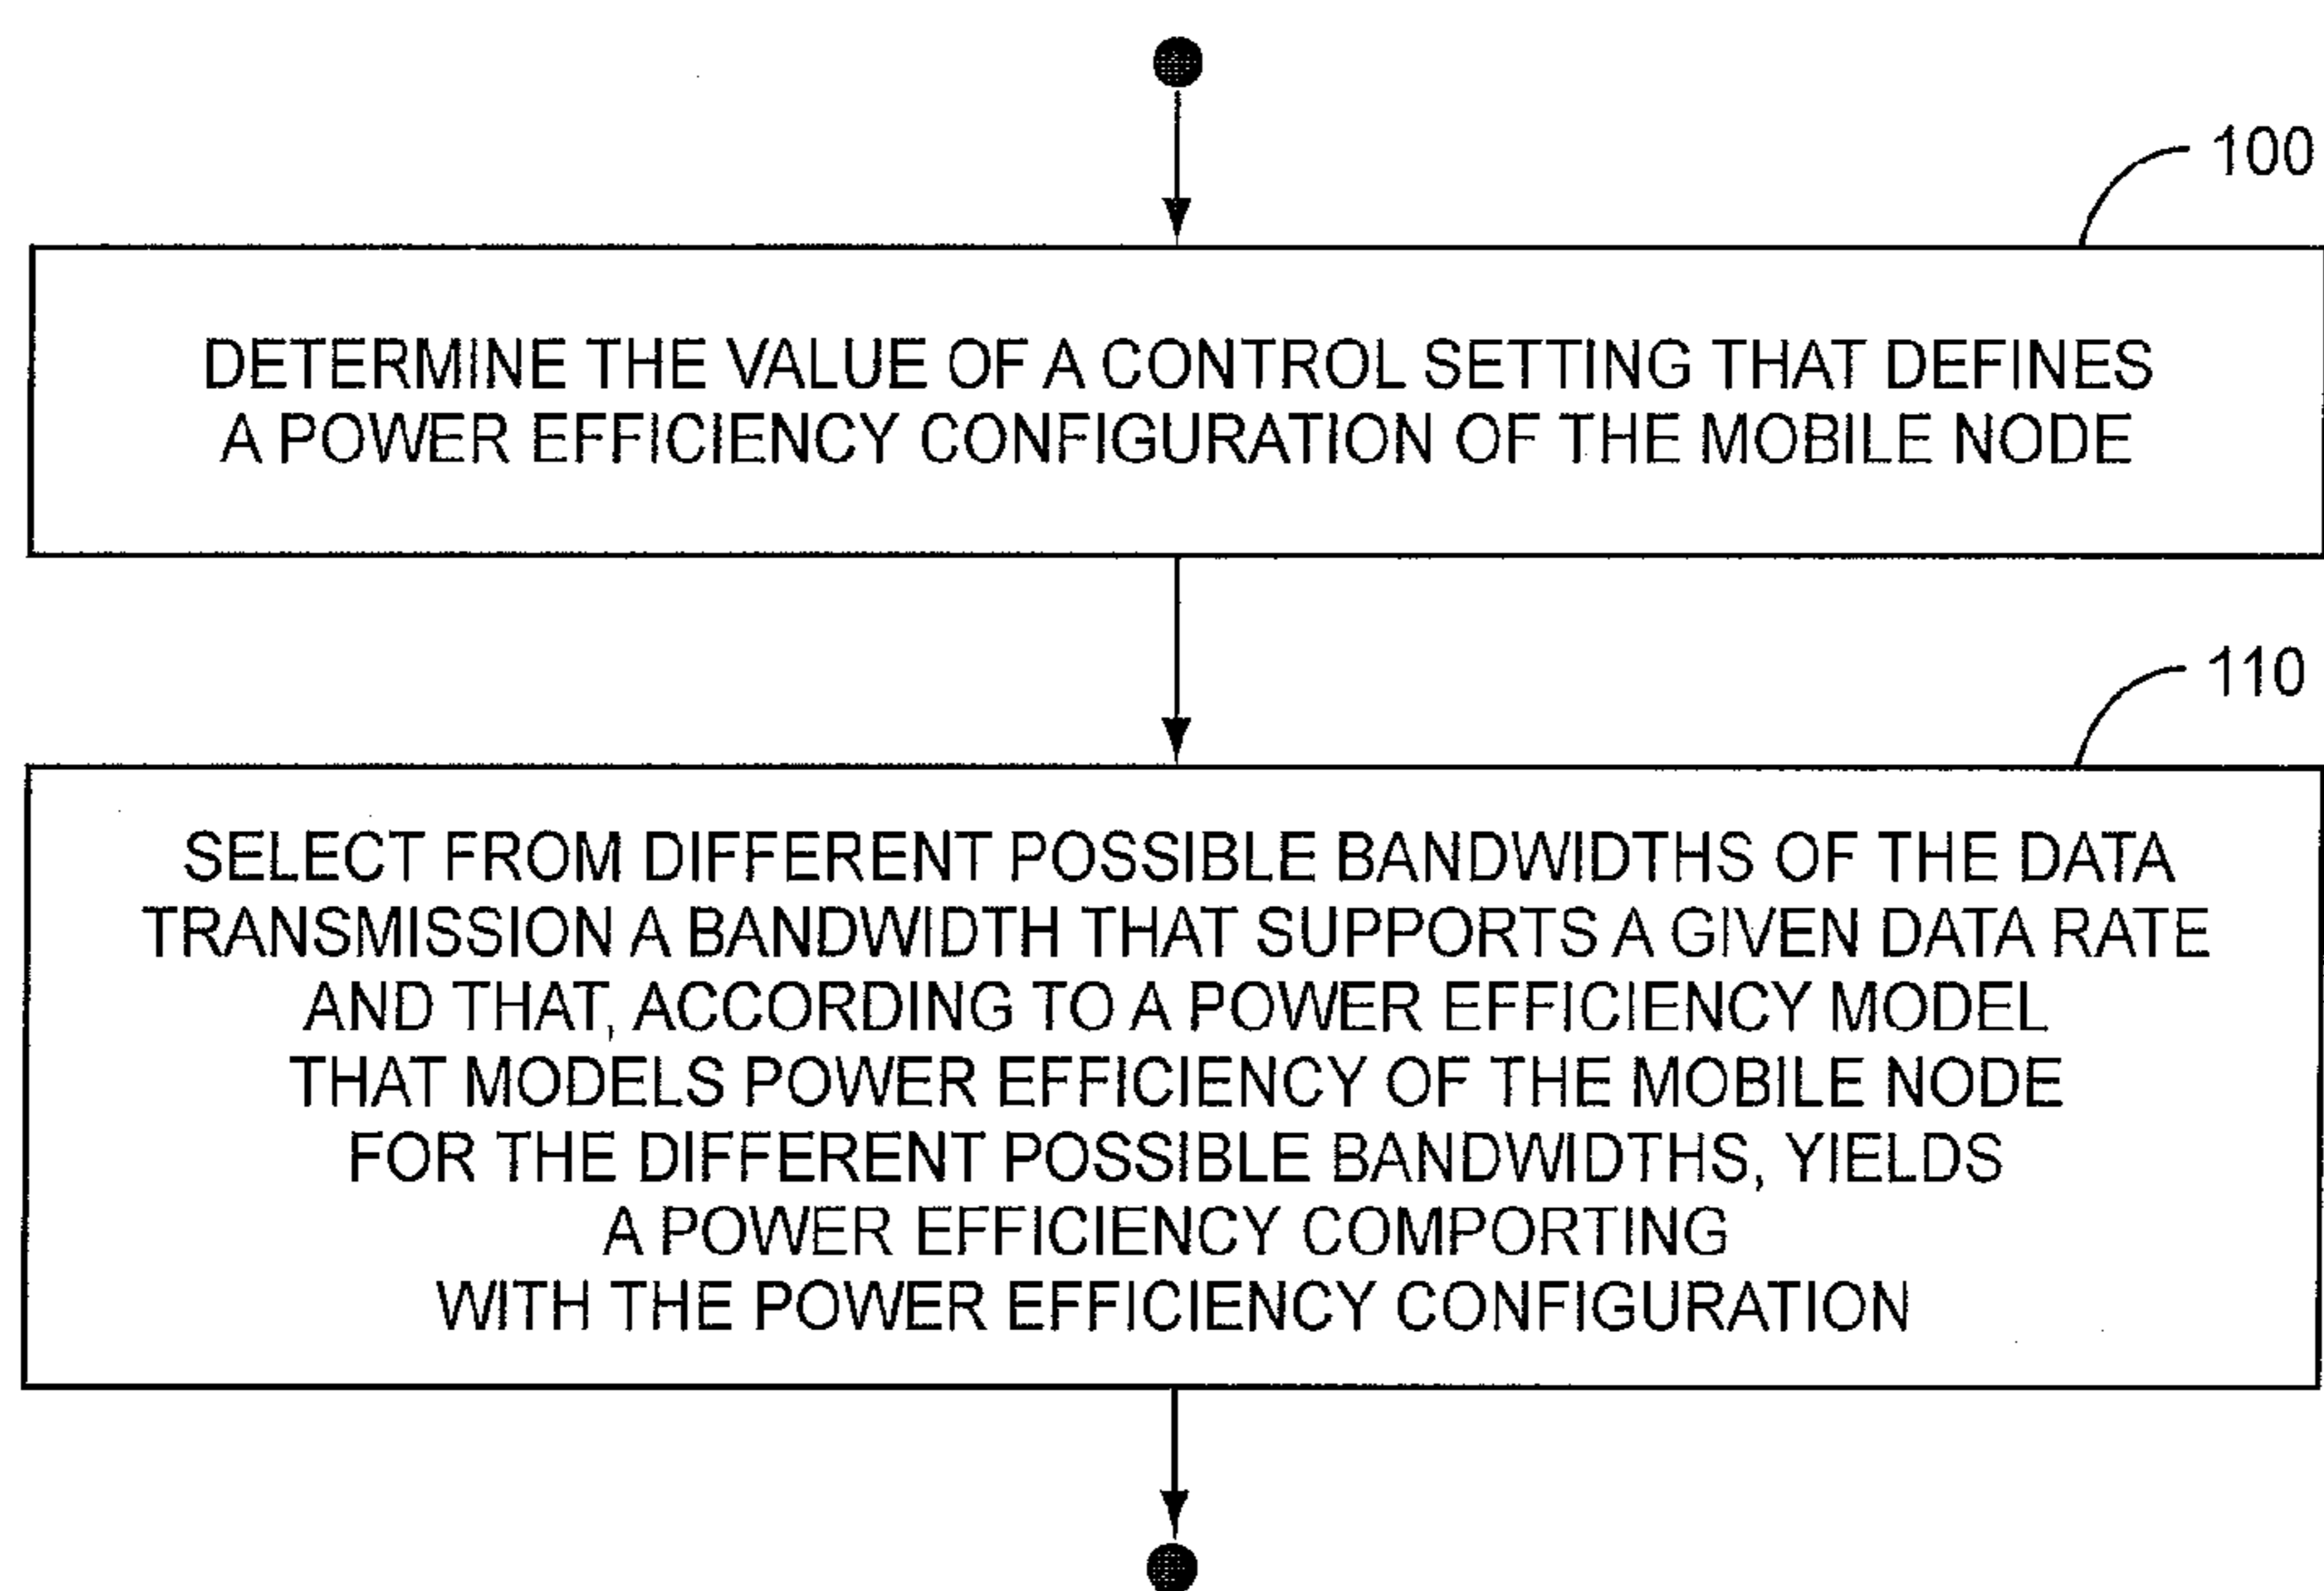 100
DETERMINE THE VALUE OF A CONTROL SETTING THAT DEFINES
A POWER EFFICIENCY CONFIGURATION OF THE MOBILE NODE
110
SELECT FROM DIFFERENT POSSIBLE BANDWIDTHS OF THE DATA
TRANSMISSION A BANDWIDTH THAT SUPPORTS A GIVEN DATA RATE
AND THAT, ACCORDING TO A POWER EFFICIENCY MODEL
THAT MODELS POWER EFFICIENCY OF THE MOBILE NODE
FOR THE DIFFERENT POSSIBLE BANDWIDTHS, YIELDS
A POWER EFFICIENCY COMPORTING
WITH THE POWER EFFICIENCY CONFIGURATION